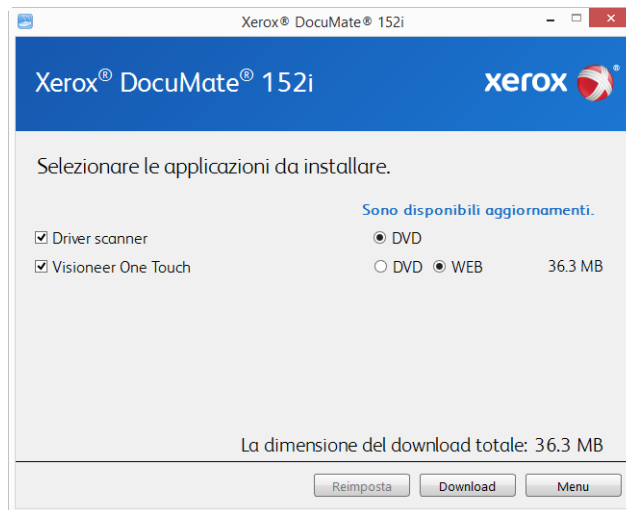 Xerox® DocuMate® 152i
Xerox® DocuMate® 152i
xerox®
Selezionare le applicazioni da installare.
Sono disponibili aggiornamenti.
Driver scanner DVD
Visioneer One Touch DVD WEB 36.3 MB
La dimensione del download totale: 36.3 MB
Reimposta Download Menu